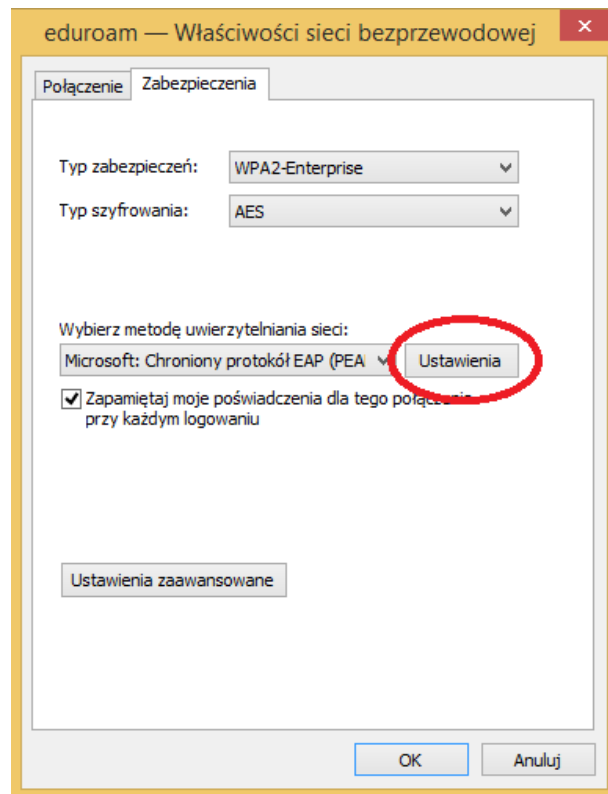 eduroam — Właściwości sieci bezprzewodowej
Połączenie Zabezpieczenia
Typ zabezpieczeń: WPA2-Enterprise
Typ szyfrowania: AES
Wybierz metodę uwierzytelniania sieci:
Microsoft: Chroniony protokół EAP (PEA Ustawienia
Zapamiętaj moje poświadczenia dla tego połączenia
przy każdym logowaniu
Ustawienia zaawansowane
OK Anuluj